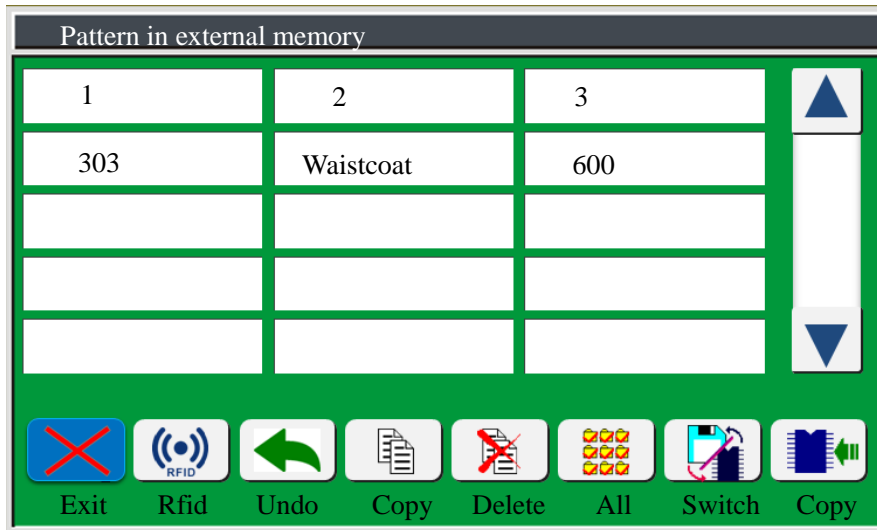 Pattern in external memory
1 2 3
303 Waistcoat 600
RFID
Exit Rfid Undo Copy Delete All Switch Copy